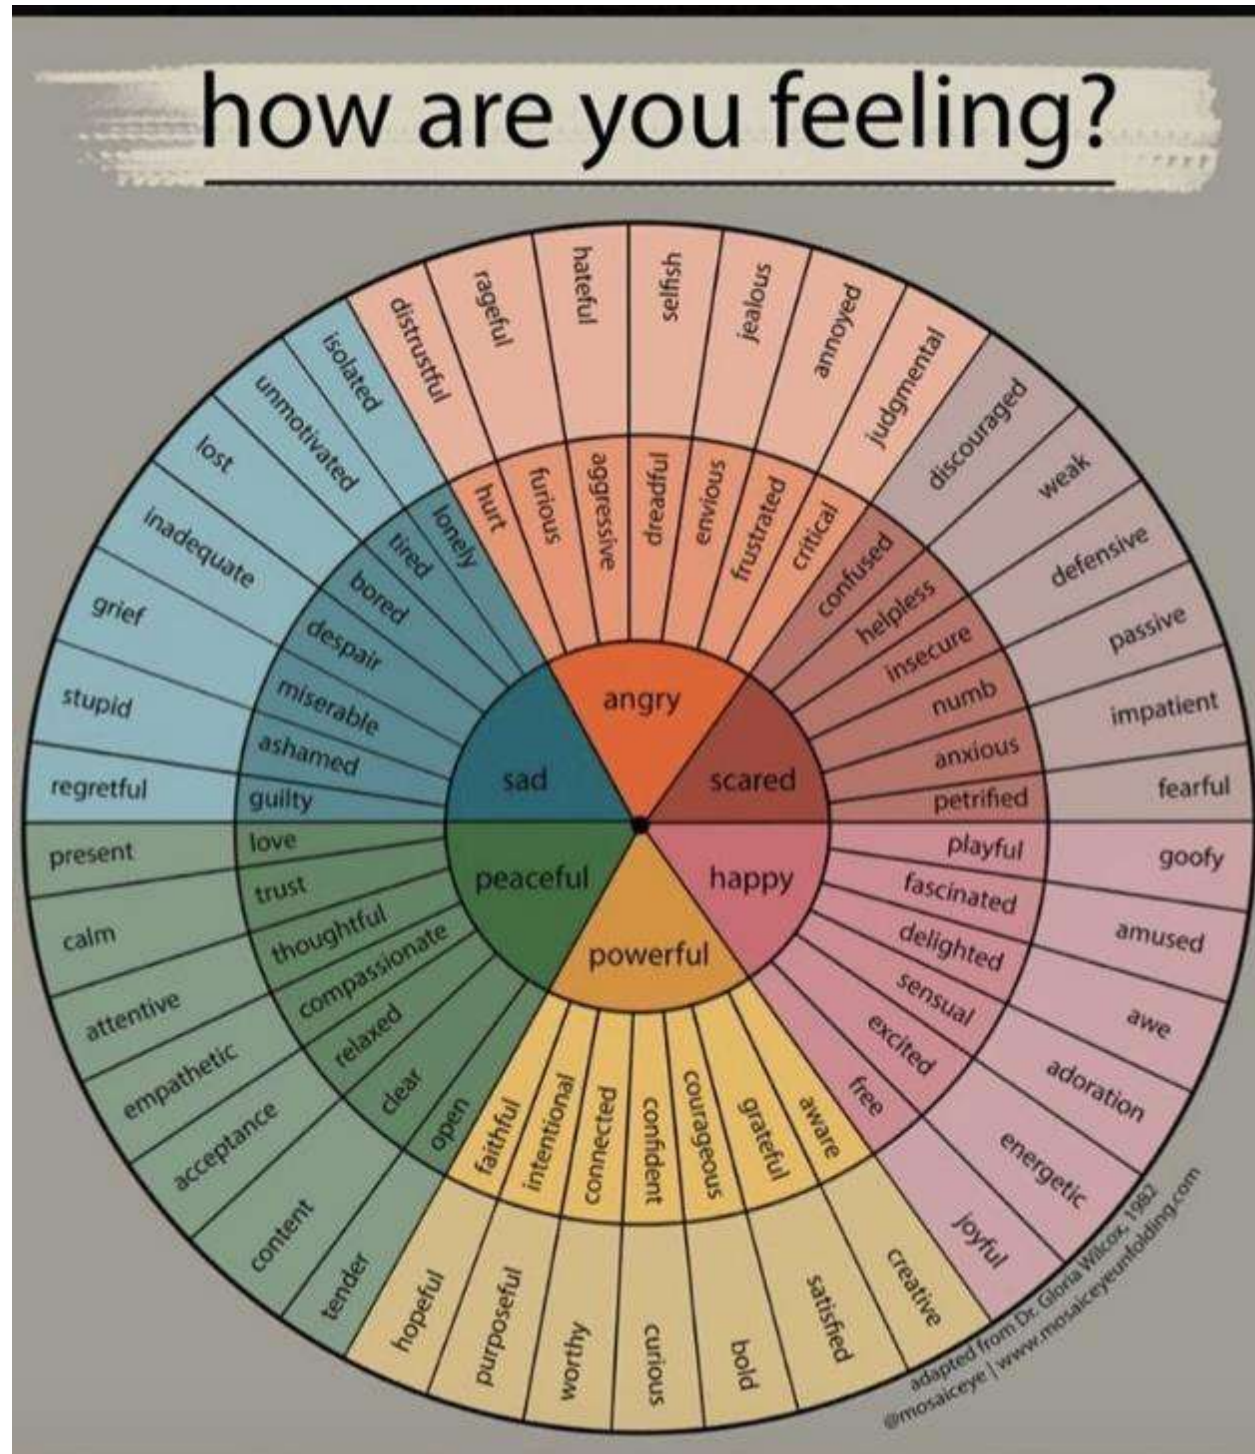 how are you feeling?
angry
hurt
furious
aggressive
dreadful
envious
frustrated
critical
distrustful
rageful
hateful
selfish
jealous
annoyed
judgmental
scared
confused
helpless
insecure
numb
anxious
petrified
discouraged
weak
defensive
passive
impatient
fearful
happy
playful
fascinated
delighted
sensual
excited
free
goofy
amused
awe
adoration
energetic
joyful
powerful
aware
grateful
courageous
confident
connected
intentional
faithful
creative
satisfied
bold
curious
worthy
purposeful
hopeful
peaceful
open
clear
relaxed
compassionate
thoughtful
trust
love
tender
content
acceptance
empathetic
attentive
calm
present
sad
guilty
ashamed
miserable
despair
bored
tired
lonely
regretful
stupid
grief
inadequate
lost
unmotivated
isolated
adapted from Dr. Gloria Wilcox, 1982
@mosaiceye | www.mosaiceyeunfolding.com